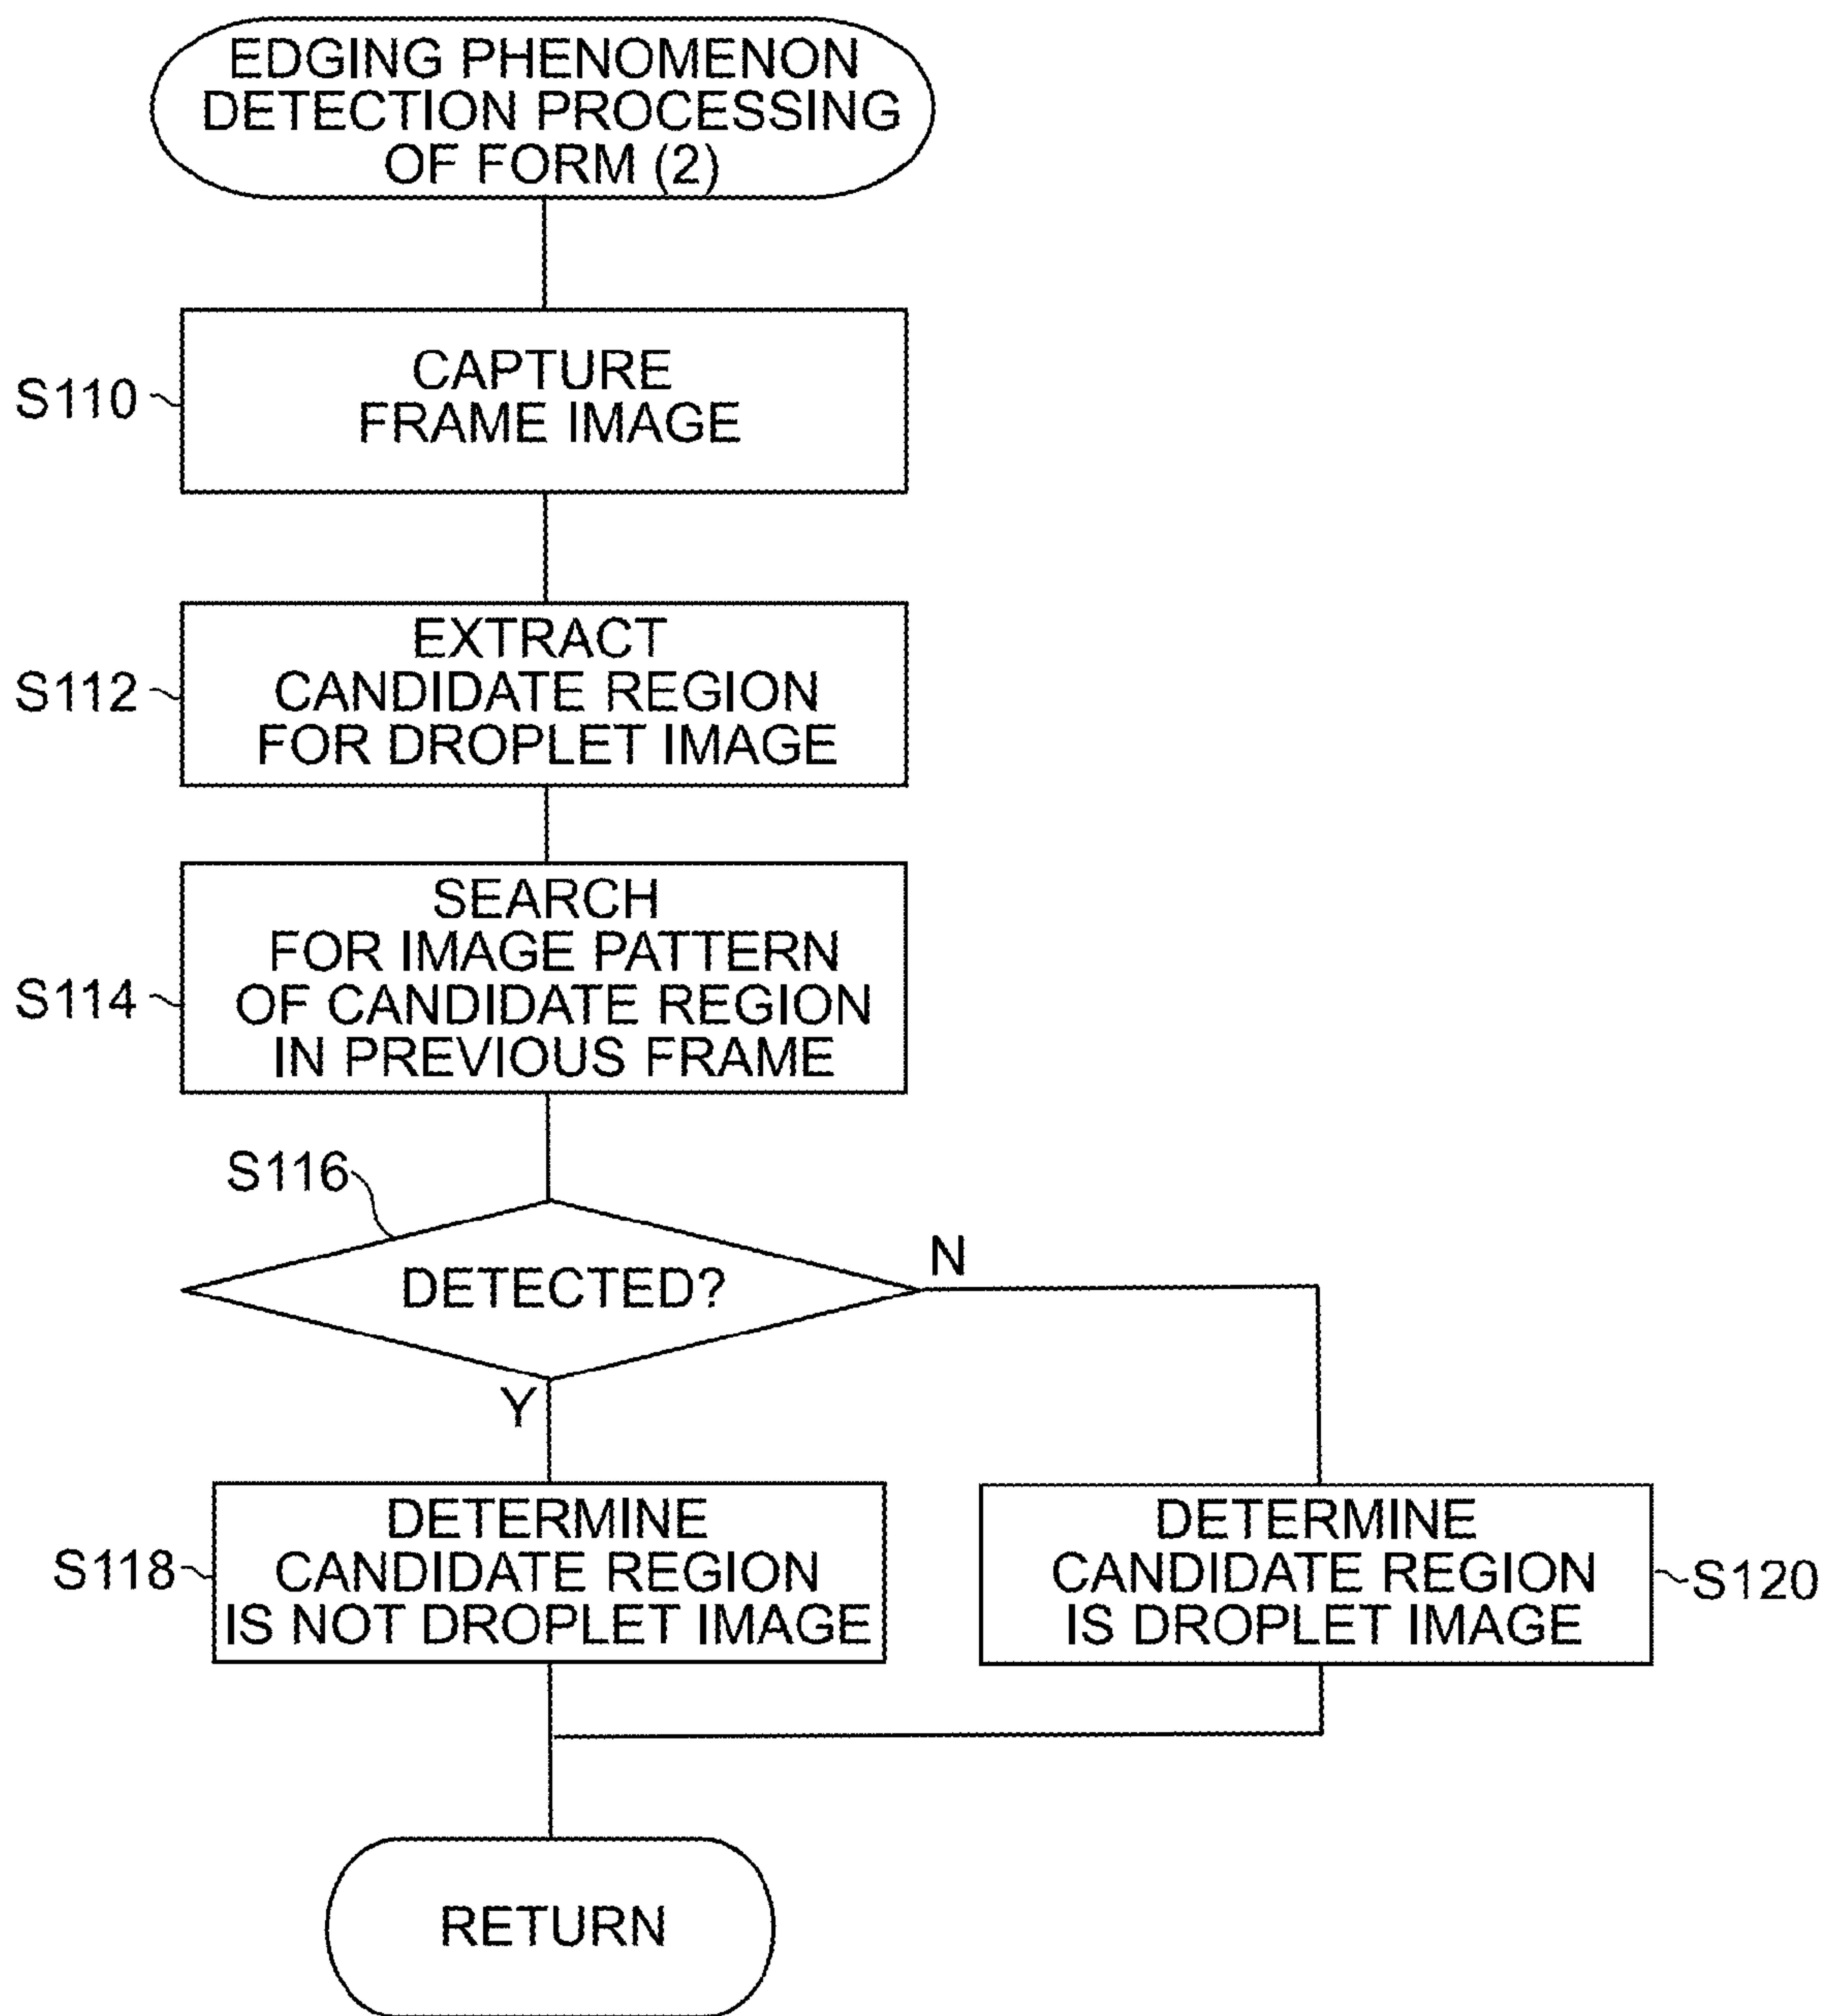 EDGING PHENOMENON
DETECTION PROCESSING
OF FORM (2)
S110
CAPTURE
FRAME IMAGE
S112
EXTRACT
CANDIDATE REGION
FOR DROPLET IMAGE
S114
SEARCH
FOR IMAGE PATTERN
OF CANDIDATE REGION
IN PREVIOUS FRAME
S116
DETECTED?
N
Y
S118
DETERMINE
CANDIDATE REGION
IS NOT DROPLET IMAGE
DETERMINE
CANDIDATE REGION
IS DROPLET IMAGE
S120
RETURN